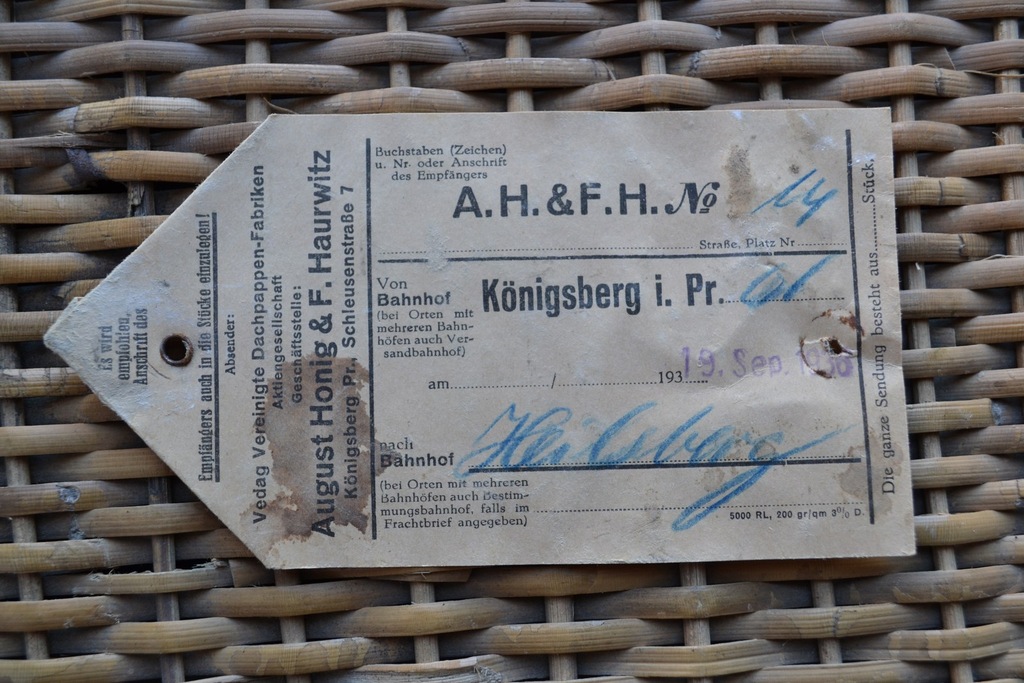 Es wird
empfohlen,
Anschrift des
Empfängers auch in die Stücke einzulegen!
Absender:
Vedag Vereinigte Dachpappen-Fabriken
Aktiengesellschaft
Geschäftsstelle:
August Honig & F. Haurwitz
Königsberg Pr., Schleusenstraße 7
Buchstaben (Zeichen)
u. Nr. oder Anschrift
des Empfängers
A. H. & F. H. № 14
Straße, Platz Nr.
Von
Bahnhof Königsberg i. Pr.
(bei Orten mit
mehreren Bahn-
höfen auch Ver-
sandbahnhof)
am / 193
19. Sep. 1936
nach
Bahnhof Heilsberg
(bei Orten mit mehreren
Bahnhöfen auch Bestim-
mungsbahnhof, falls im
Frachtbrief angegeben)
5000 RL, 200 gr/qm 3% D.
Die ganze Sendung besteht aus Stück.